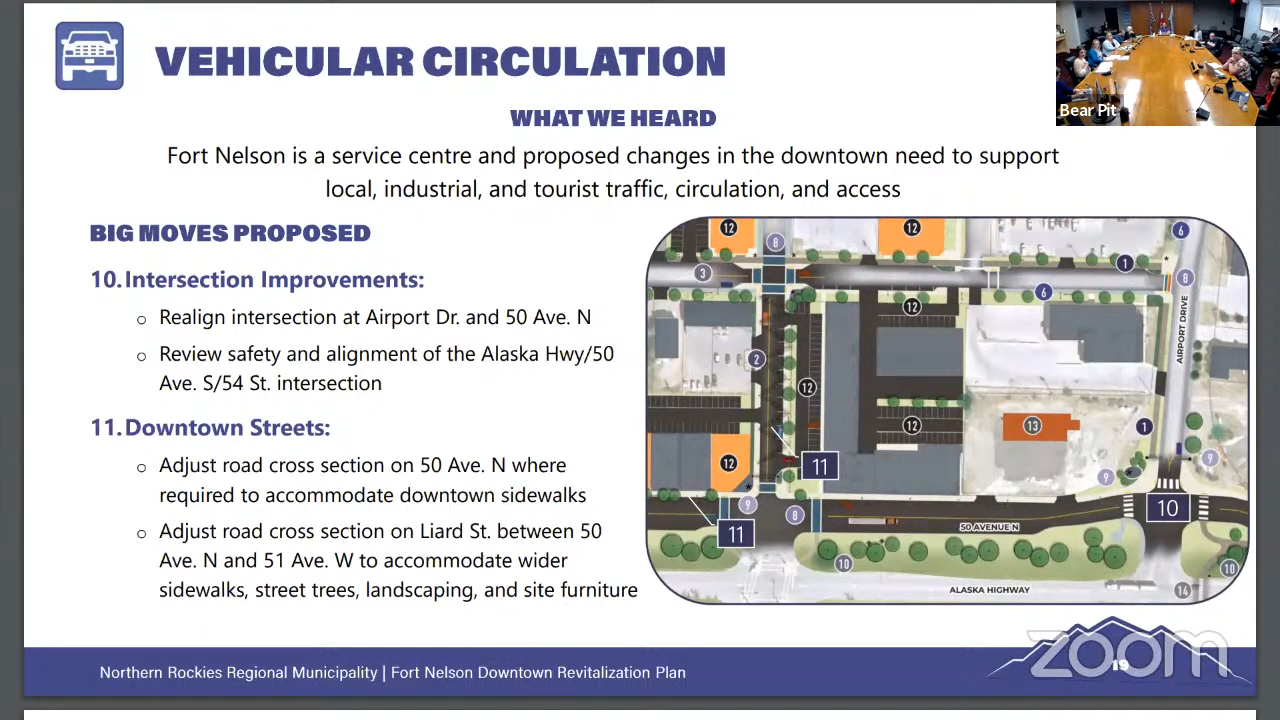 VEHICULAR CIRCULATION
Bear Pit
WHAT WE HEARD
Fort Nelson is a service centre and proposed changes in the downtown need to support
local, industrial, and tourist traffic, circulation, and access
BIG MOVES PROPOSED
10. Intersection Improvements:
o Realign intersection at Airport Dr. and 50 Ave. N
o Review safety and alignment of the Alaska Hwy/50
Ave. S/54 St. intersection
11. Downtown Streets:
o Adjust road cross section on 50 Ave. N where
required to accommodate downtown sidewalks
o Adjust road cross section on Liard St. between 50
Ave. N and 51 Ave. W to accommodate wider
sidewalks, street trees, landscaping, and site furniture
12
12
6
8
3
1
8
6
12
AIRPORT DRIVE
2
12
12
13
1
12
11
9
9
9
8
10
11
50 AVENUE N
10
10
ALASKA HIGHWAY
14
Northern Rockies Regional Municipality | Fort Nelson Downtown Revitalization Plan
19
zoom